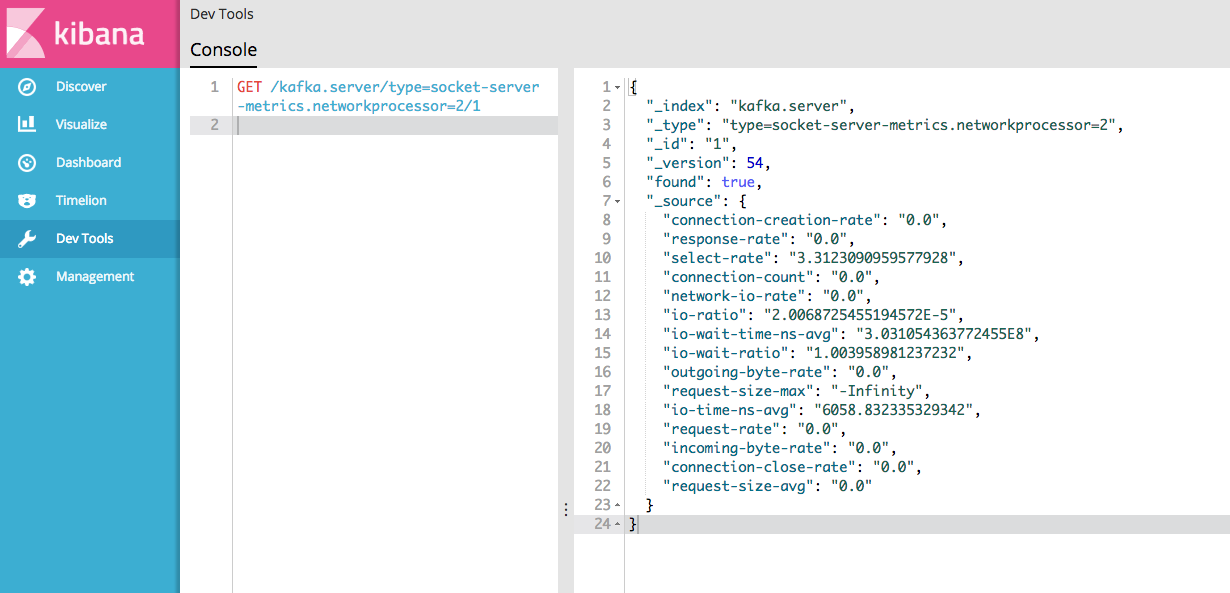 kibana
Discover
Visualize
Dashboard
Timelion
Dev Tools
Management
Dev Tools
Console
1 GET /kafka.server/type=socket-server
-metrics.networkprocessor=2/1
2
1 {
2 "_index": "kafka.server",
3 "_type": "type=socket-server-metrics.networkprocessor=2",
4 "_id": "1",
5 "_version": 54,
6 "found": true,
7 "_source": {
8 "connection-creation-rate": "0.0",
9 "response-rate": "0.0",
10 "select-rate": "3.3123090959577928",
11 "connection-count": "0.0",
12 "network-io-rate": "0.0",
13 "io-ratio": "2.0068725455194572E-5",
14 "io-wait-time-ns-avg": "3.031054363772455E8",
15 "io-wait-ratio": "1.003958981237232",
16 "outgoing-byte-rate": "0.0",
17 "request-size-max": "-Infinity",
18 "io-time-ns-avg": "6058.832335329342",
19 "request-rate": "0.0",
20 "incoming-byte-rate": "0.0",
21 "connection-close-rate": "0.0",
22 "request-size-avg": "0.0"
23 }
24 }